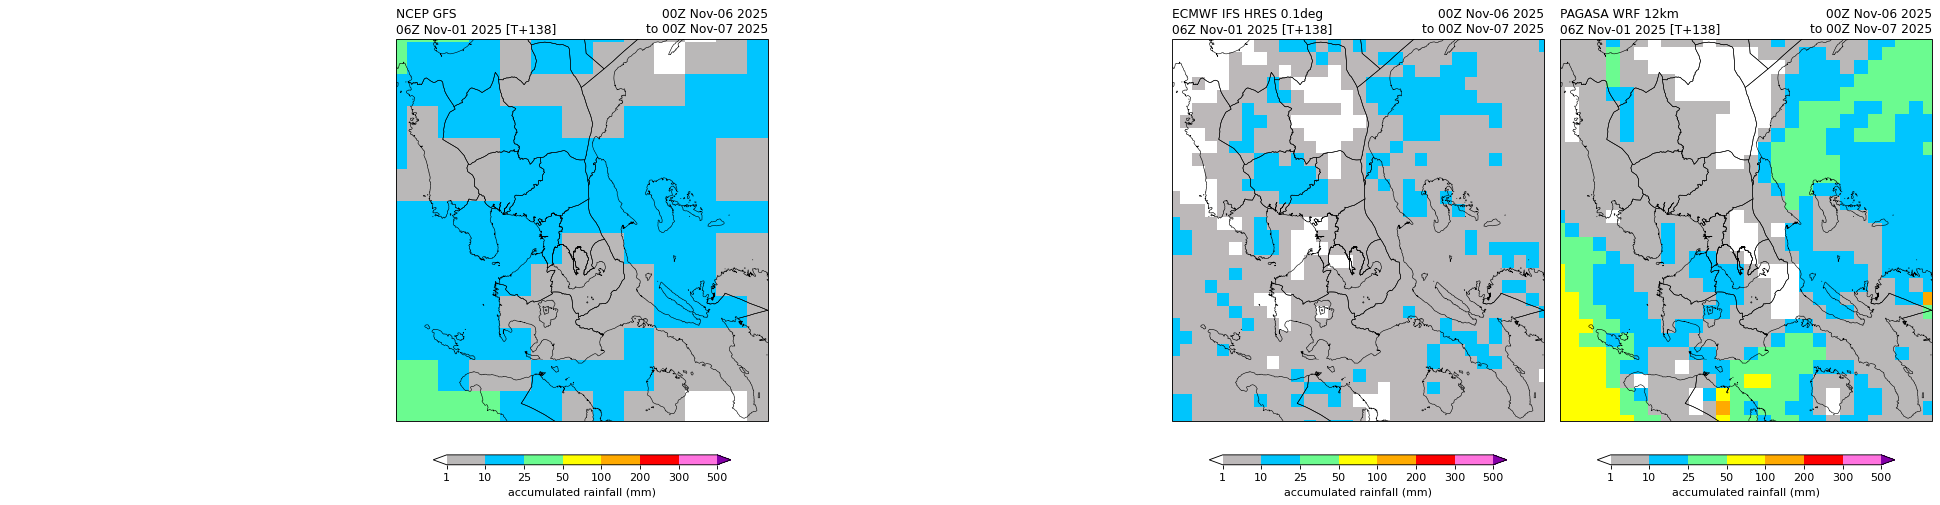 NCEP GFS 00Z Nov-06 2025
06Z Nov-01 2025 [T+138] to 00Z Nov-07 2025
1 10 25 50 100 200 300 500
accumulated rainfall (mm)
ECMWF IFS HRES 0.1deg 00Z Nov-06 2025
06Z Nov-01 2025 [T+138] to 00Z Nov-07 2025
1 10 25 50 100 200 300 500
accumulated rainfall (mm)
PAGASA WRF 12km 00Z Nov-06 2025
06Z Nov-01 2025 [T+138] to 00Z Nov-07 2025
1 10 25 50 100 200 300 500
accumulated rainfall (mm)